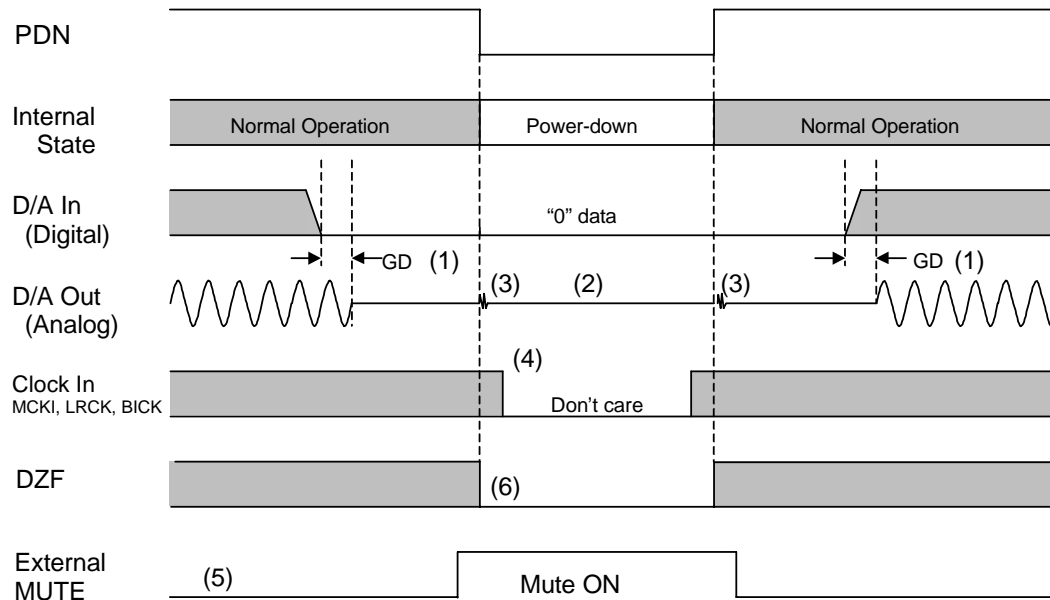 PDN
Internal
State
Normal Operation
Power-down
Normal Operation
D/A In
(Digital)
“0” data
GD (1)
GD (1)
D/A Out
(Analog)
(3)
(2)
(3)
Clock In
MCKI, LRCK, BICK
(4)
Don’t care
DZF
(6)
External
MUTE
(5)
Mute ON